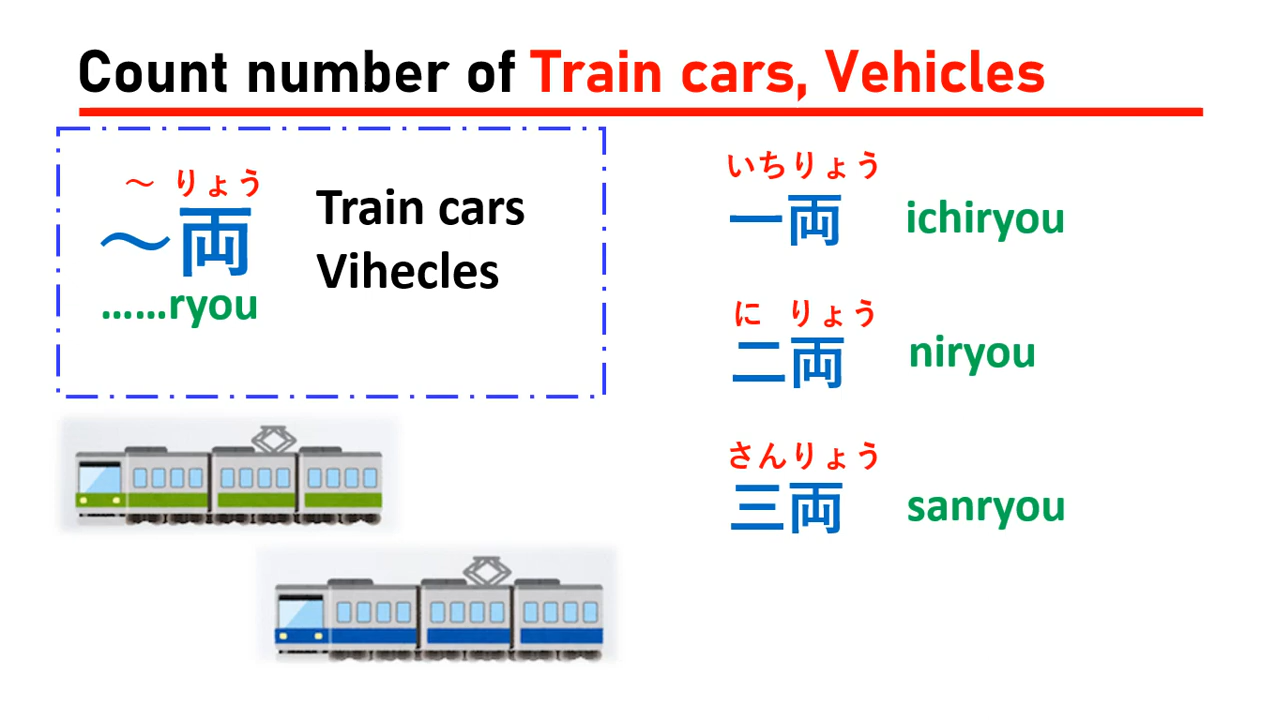 Count number of Train cars, Vehicles
～ りょう
～両
......ryou
Train cars
Vihecles
いちりょう
一両 ichiryou
に りょう
二両 niryou
さんりょう
三両 sanryou